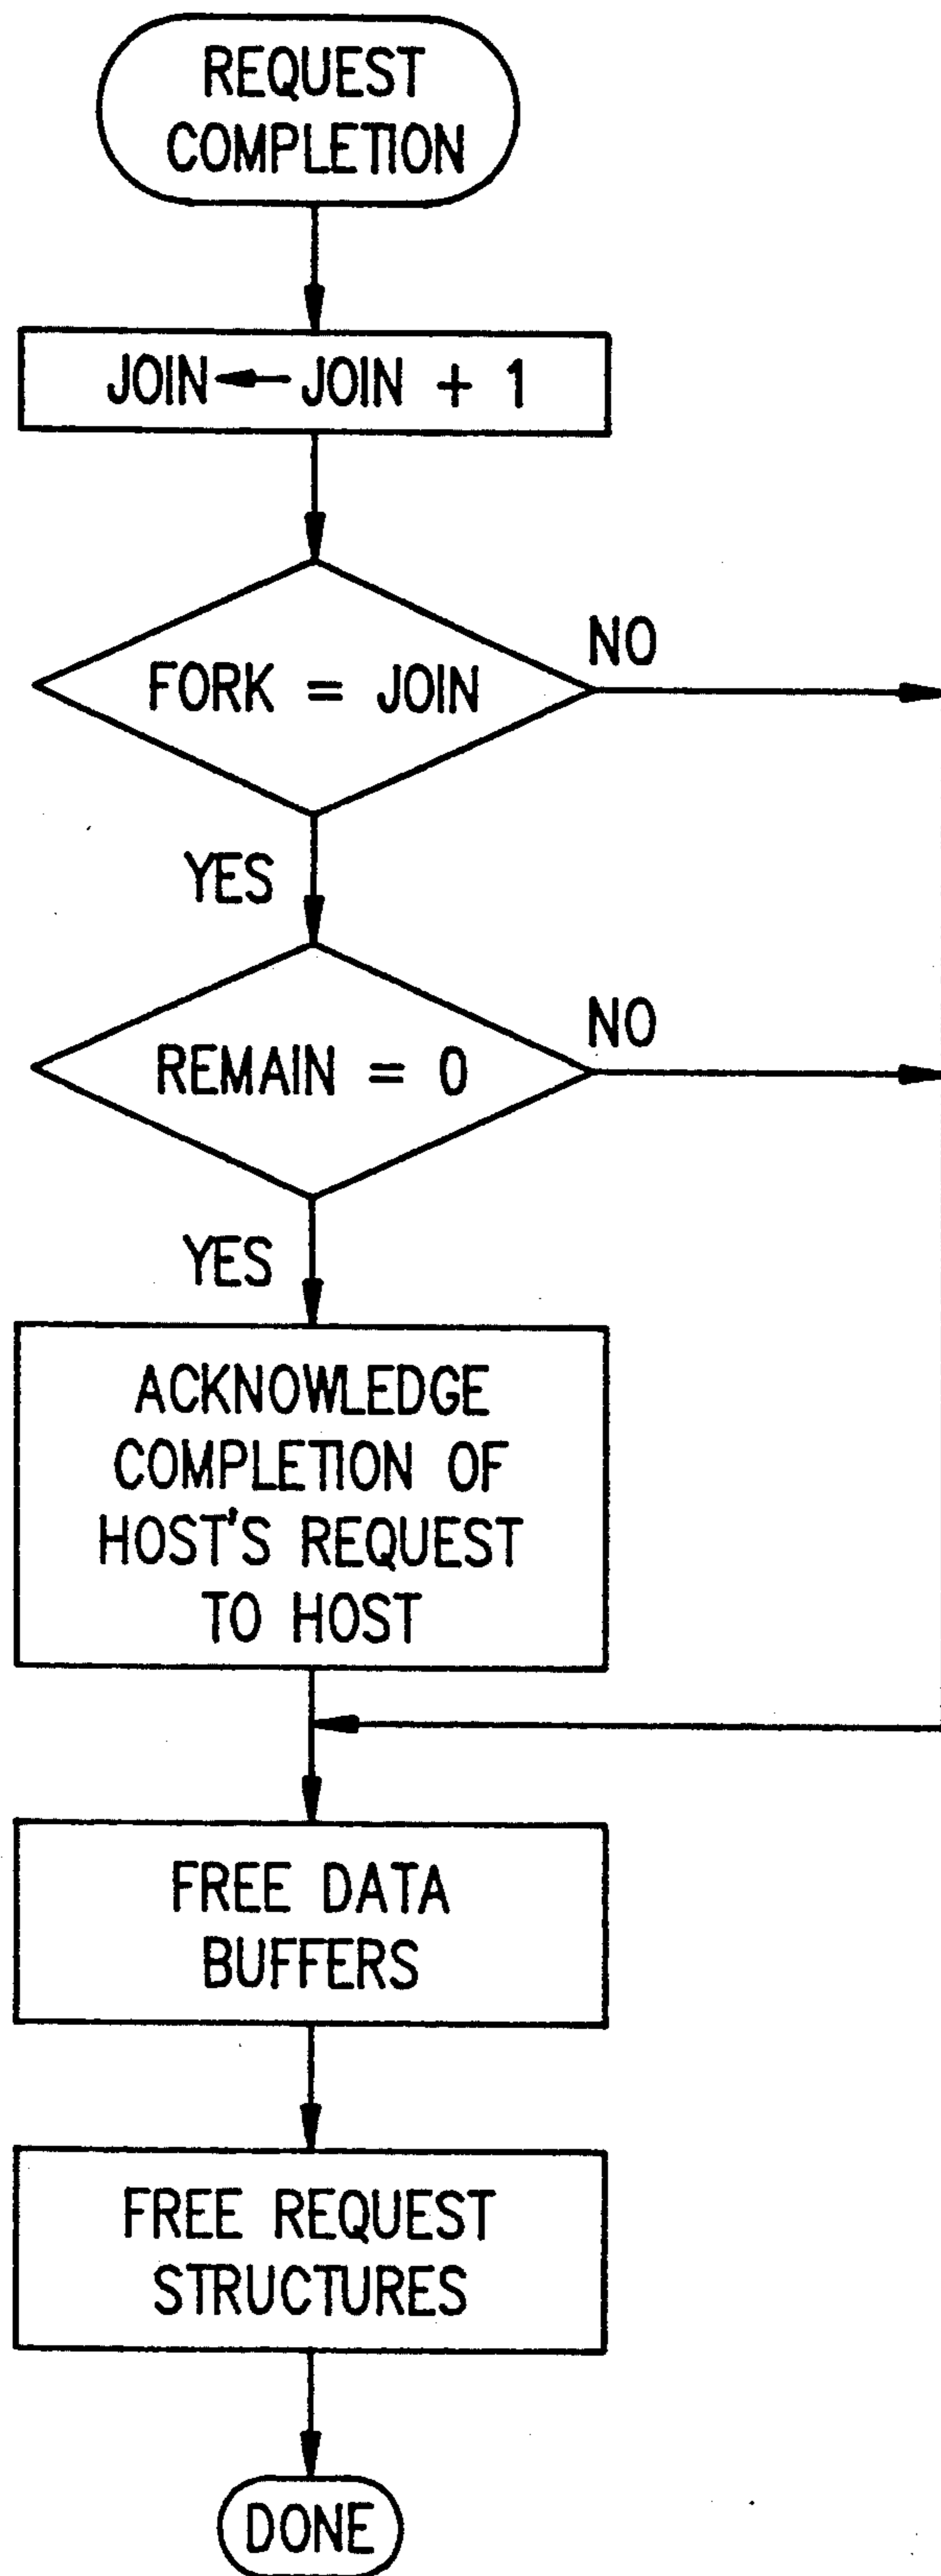 REQUEST
COMPLETION
JOIN ← JOIN + 1
FORK = JOIN
NO
YES
REMAIN = 0
NO
YES
ACKNOWLEDGE
COMPLETION OF
HOST'S REQUEST
TO HOST
FREE DATA
BUFFERS
FREE REQUEST
STRUCTURES
DONE